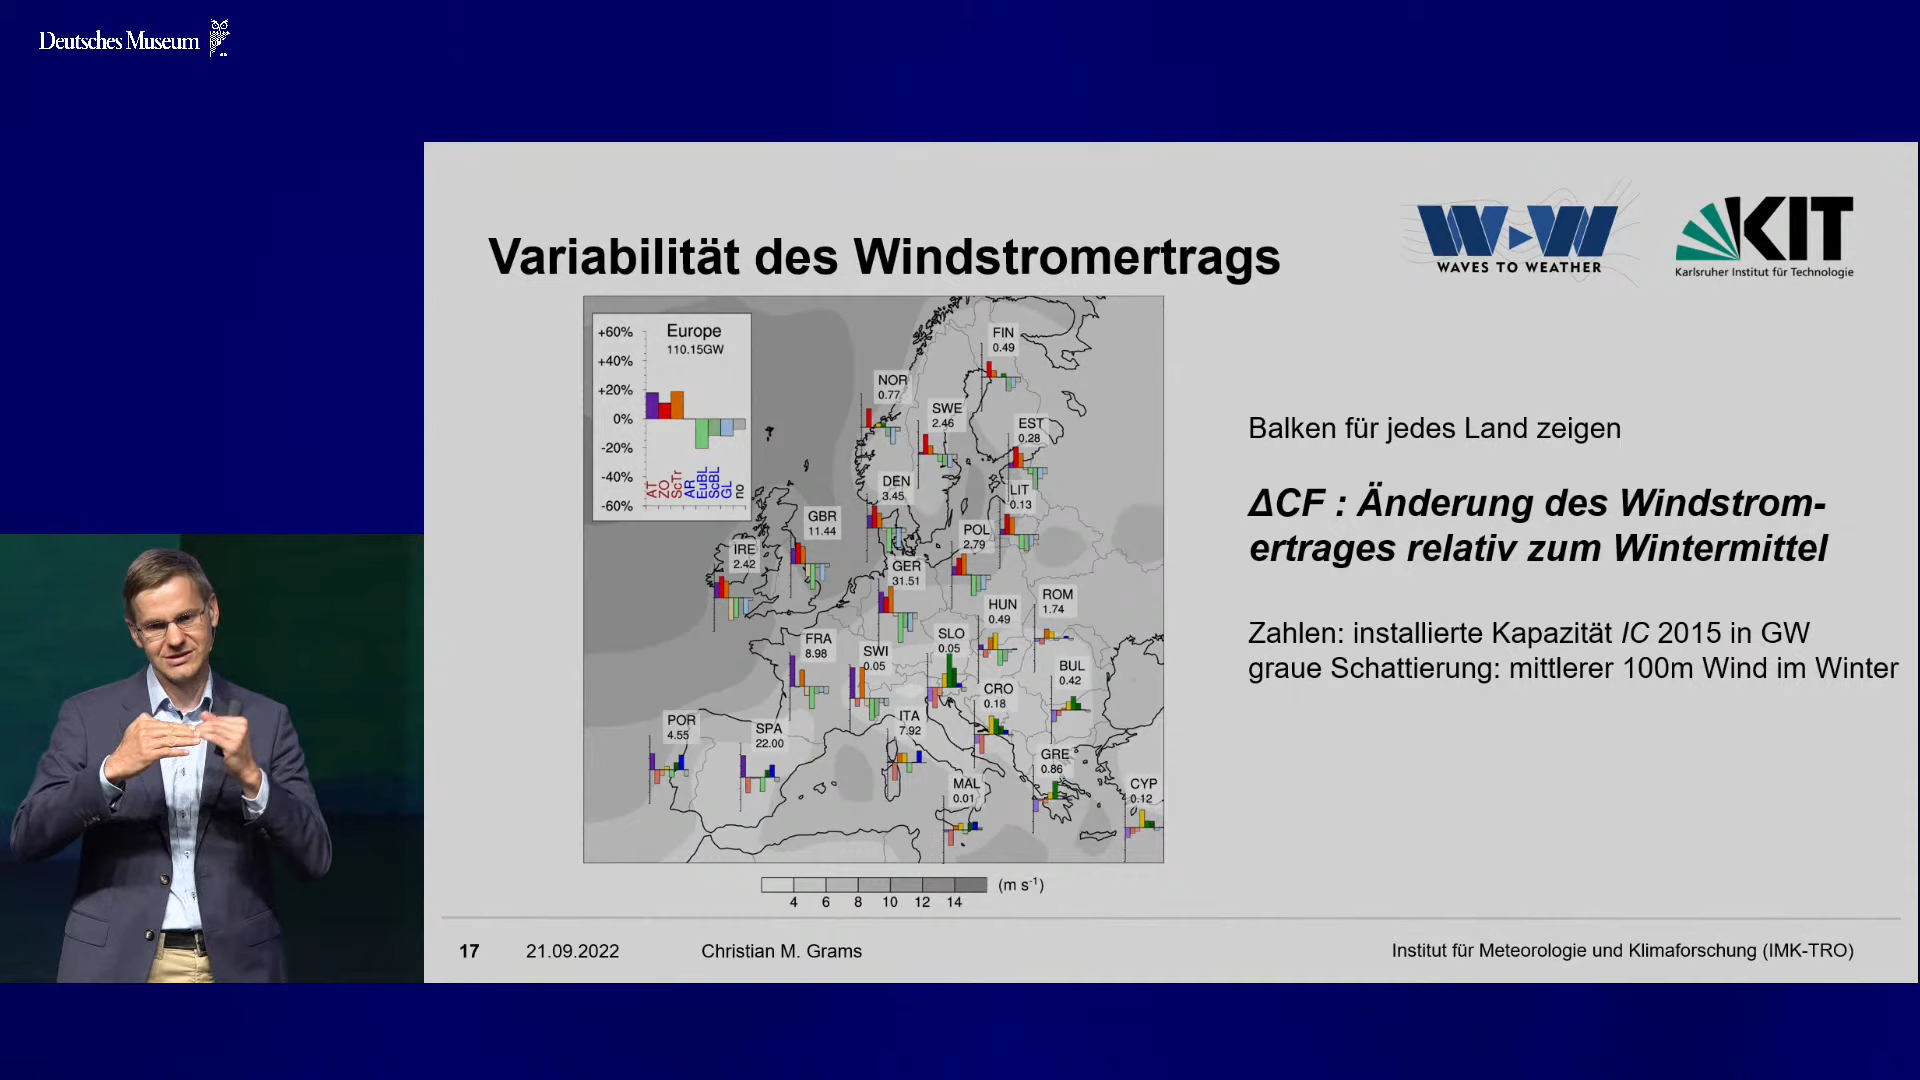 Deutsches Museum
WAVES TO WEATHER
KIT
Karlsruher Institut für Technologie
Variabilität des Windstromertrags
Europe
110.15GW
+60%
+40%
+20%
0%
-20%
-40%
-60%
AT
ZO
ScTr
AR
EuBL
ScBL
GL
no
FIN
0.49
NOR
0.77
SWE
2.46
EST
0.28
DEN
3.45
LIT
0.13
GBR
11.44
POL
2.79
IRE
2.42
GER
31.51
HUN
0.49
ROM
1.74
FRA
8.98
SWI
0.05
SLO
0.05
BUL
0.42
CRO
0.18
POR
4.55
SPA
22.00
ITA
7.92
GRE
0.86
MAL
0.01
CYP
0.12
4 6 8 10 12 14
(m s⁻¹)
Balken für jedes Land zeigen
ΔCF : Änderung des Windstrom-
ertrages relativ zum Wintermittel
Zahlen: installierte Kapazität IC 2015 in GW
graue Schattierung: mittlerer 100m Wind im Winter
17 21.09.2022 Christian M. Grams Institut für Meteorologie und Klimaforschung (IMK-TRO)